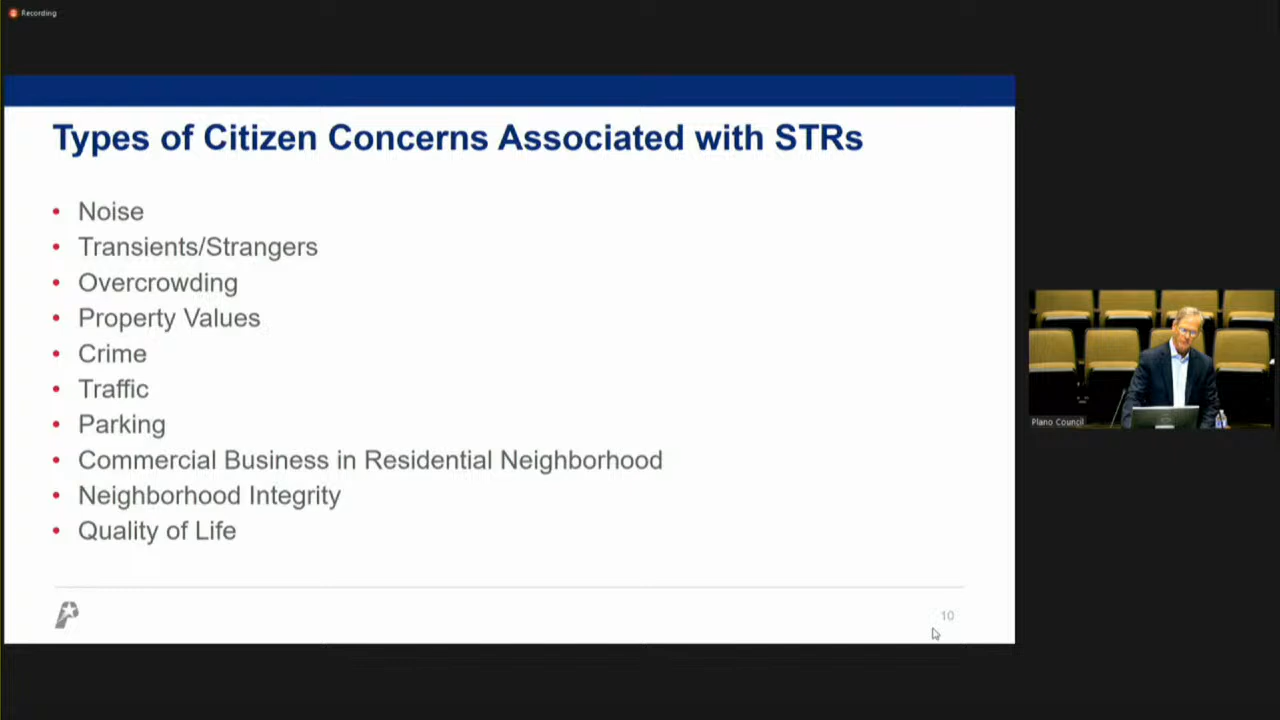 Recording
Types of Citizen Concerns Associated with STRs
• Noise
• Transients/Strangers
• Overcrowding
• Property Values
• Crime
• Traffic
• Parking
• Commercial Business in Residential Neighborhood
• Neighborhood Integrity
• Quality of Life
10
Plano Council